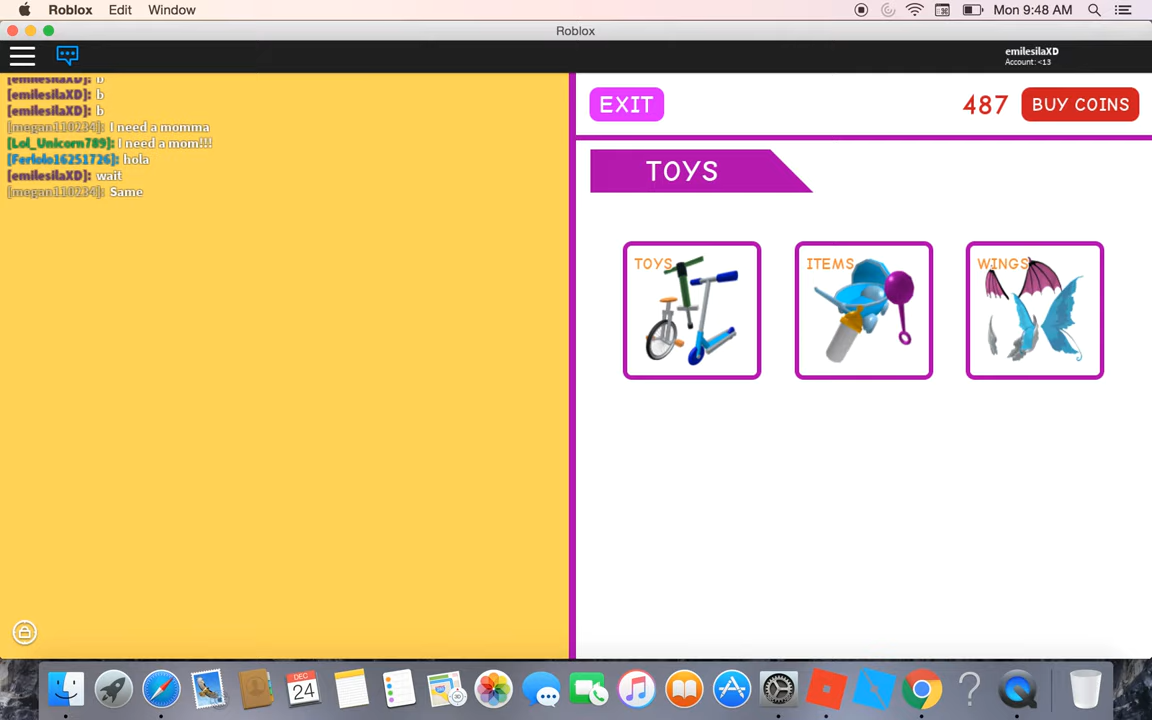 Roblox Edit Window Mon 9:48 AM
Roblox
emilesilaXD
Account: <13
[emilesilaXD]: b
[emilesilaXD]: b
[emilesilaXD]: b
[megan110234]: I need a momma
[Lol_Unicorn789]: I need a mom!!!
[Ferlolo16251726]: hola
[emilesilaXD]: wait
[megan110234]: Same
EXIT 487 BUY COINS
TOYS
TOYS ITEMS WINGS
DEC
24